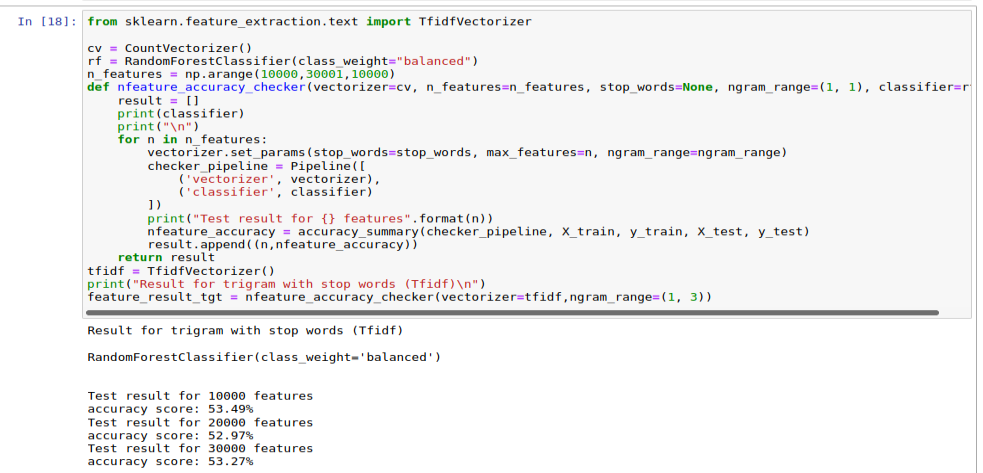 In [18]: from sklearn.feature_extraction.text import TfidfVectorizer
cv = CountVectorizer()
rf = RandomForestClassifier(class_weight="balanced")
n_features = np.arange(10000,30001,10000)
def nfeature_accuracy_checker(vectorizer=cv, n_features=n_features, stop_words=None, ngram_range=(1, 1), classifier=r
    result = []
    print(classifier)
    print("\n")
    for n in n_features:
        vectorizer.set_params(stop_words=stop_words, max_features=n, ngram_range=ngram_range)
        checker_pipeline = Pipeline([
            ('vectorizer', vectorizer),
            ('classifier', classifier)
        ])
        print("Test result for {} features".format(n))
        nfeature_accuracy = accuracy_summary(checker_pipeline, X_train, y_train, X_test, y_test)
        result.append((n,nfeature_accuracy))
    return result
tfidf = TfidfVectorizer()
print("Result for trigram with stop words (Tfidf)\n")
feature_result_tgt = nfeature_accuracy_checker(vectorizer=tfidf,ngram_range=(1, 3))
Result for trigram with stop words (Tfidf)
RandomForestClassifier(class_weight='balanced')
Test result for 10000 features
accuracy score: 53.49%
Test result for 20000 features
accuracy score: 52.97%
Test result for 30000 features
accuracy score: 53.27%